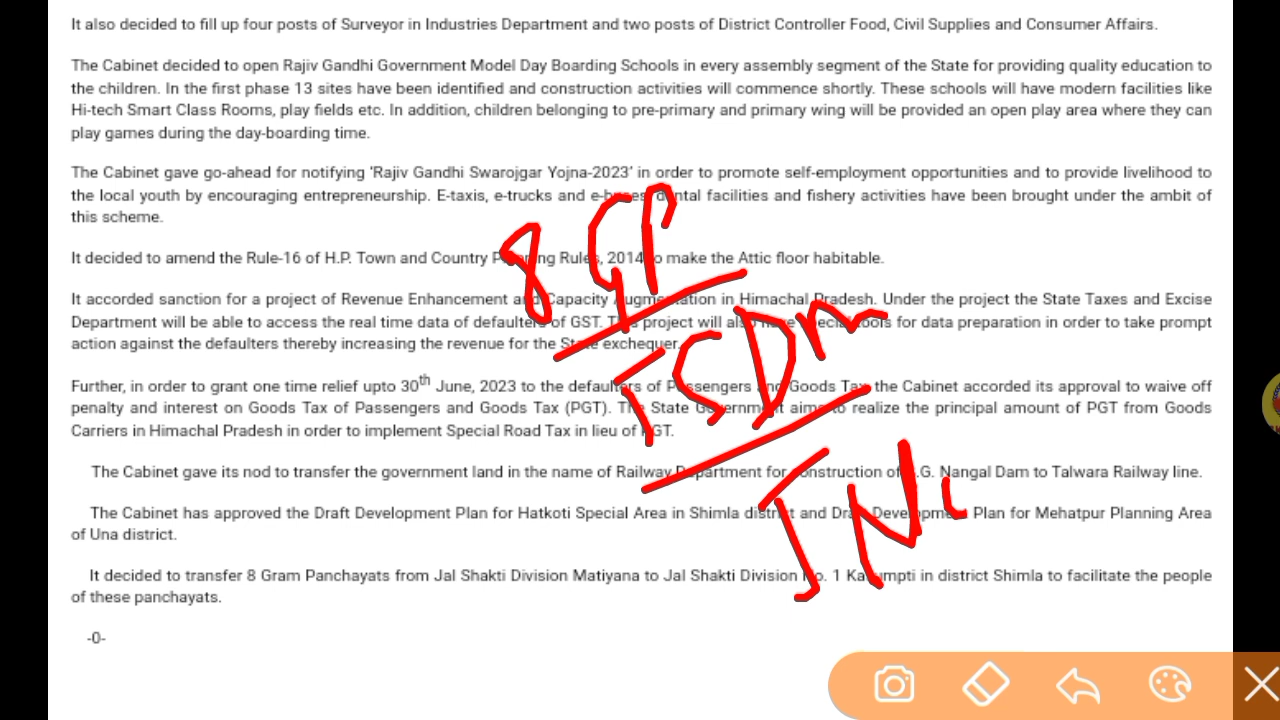 It also decided to fill up four posts of Surveyor in Industries Department and two posts of District Controller Food, Civil Supplies and Consumer Affairs.
The Cabinet decided to open Rajiv Gandhi Government Model Day Boarding Schools in every assembly segment of the State for providing quality education to
the children. In the first phase 13 sites have been identified and construction activities will commence shortly. These schools will have modern facilities like
Hi-tech Smart Class Rooms, play fields etc. In addition, children belonging to pre-primary and primary wing will be provided an open play area where they can
play games during the day-boarding time.
The Cabinet gave go-ahead for notifying 'Rajiv Gandhi Swarojgar Yojna-2023' in order to promote self-employment opportunities and to provide livelihood to
the local youth by encouraging entrepreneurship. E-taxis, e-trucks and e-buses, dental facilities and fishery activities have been brought under the ambit of
this scheme.
It decided to amend the Rule-16 of H.P. Town and Country Planning Rules, 2014 to make the Attic floor habitable.
It accorded sanction for a project of Revenue Enhancement and Capacity Augmentation in Himachal Pradesh. Under the project the State Taxes and Excise
Department will be able to access the real time data of defaulters of GST. This project will also have special tools for data preparation in order to take prompt
action against the defaulters thereby increasing the revenue for the State exchequer.
Further, in order to grant one time relief upto 30th June, 2023 to the defaulters of Passengers and Goods Tax, the Cabinet accorded its approval to waive off
penalty and interest on Goods Tax of Passengers and Goods Tax (PGT). The State Government aims to realize the principal amount of PGT from Goods
Carriers in Himachal Pradesh in order to implement Special Road Tax in lieu of PGT.
The Cabinet gave its nod to transfer the government land in the name of Railway Department for construction of .G. Nangal Dam to Talwara Railway line.
The Cabinet has approved the Draft Development Plan for Hatkoti Special Area in Shimla district and Draft Development Plan for Mehatpur Planning Area
of Una district.
It decided to transfer 8 Gram Panchayats from Jal Shakti Division Matiyana to Jal Shakti Division No. 1 Kasumpti in district Shimla to facilitate the people
of these panchayats.
-0-
8 GP